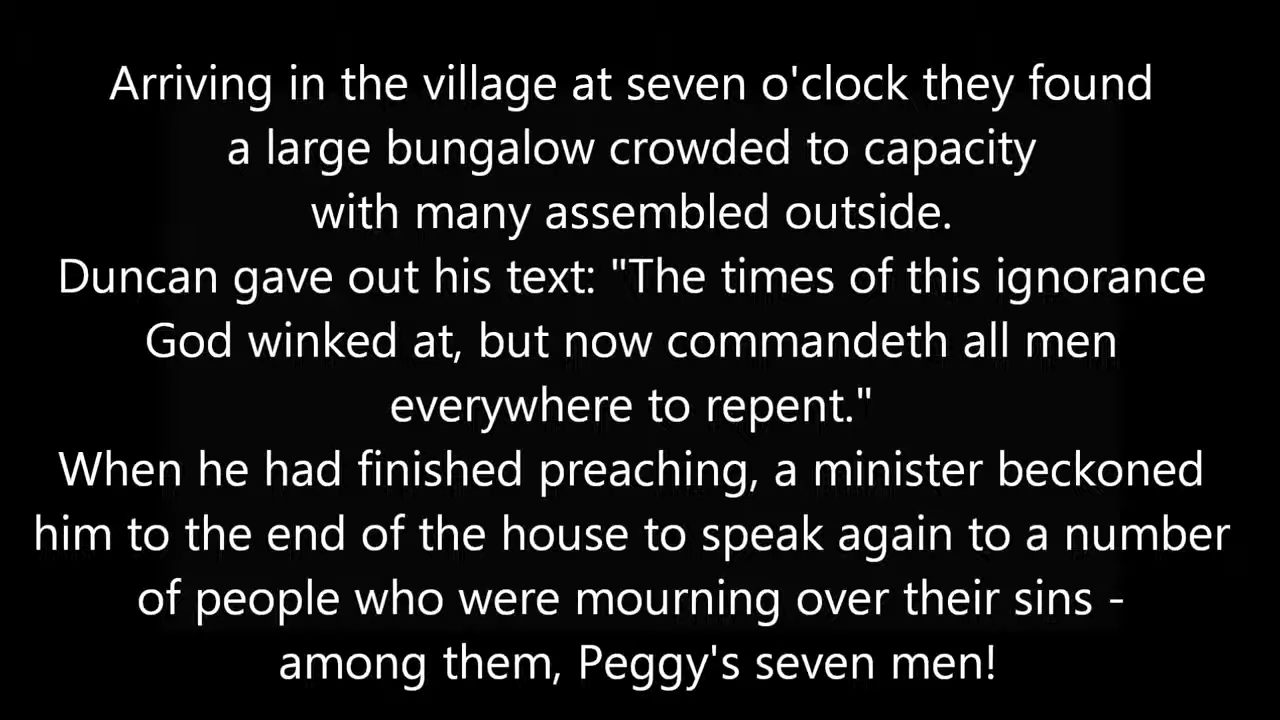 Arriving in the village at seven o'clock they found
a large bungalow crowded to capacity
with many assembled outside.
Duncan gave out his text: "The times of this ignorance
God winked at, but now commandeth all men
everywhere to repent."
When he had finished preaching, a minister beckoned
him to the end of the house to speak again to a number
of people who were mourning over their sins -
among them, Peggy's seven men!